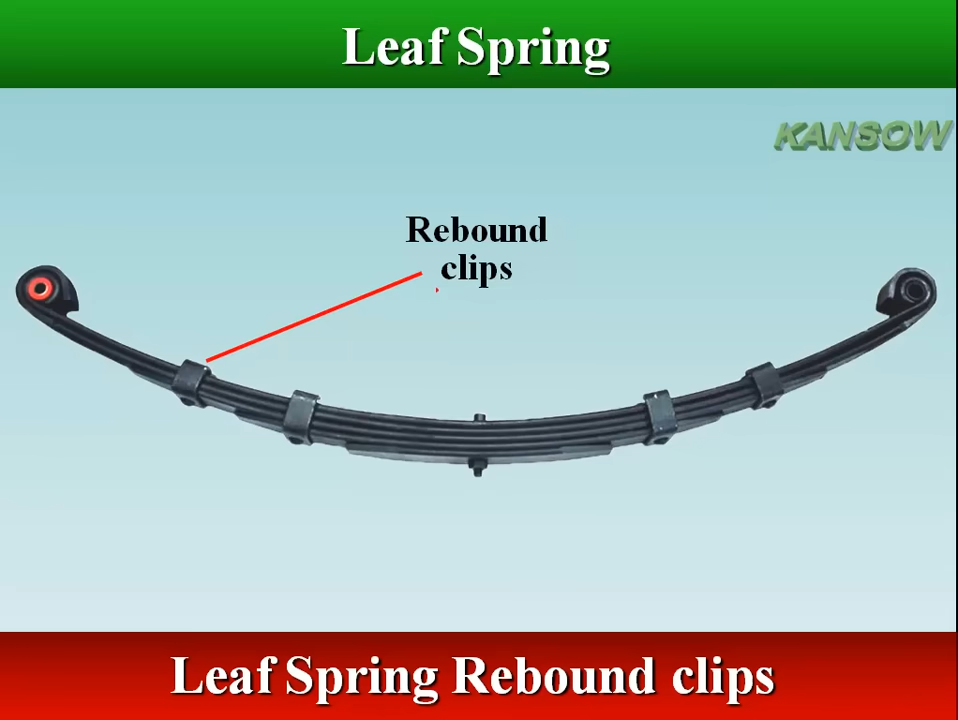 Leaf Spring
KANSOW
Rebound
clips
Leaf Spring Rebound clips